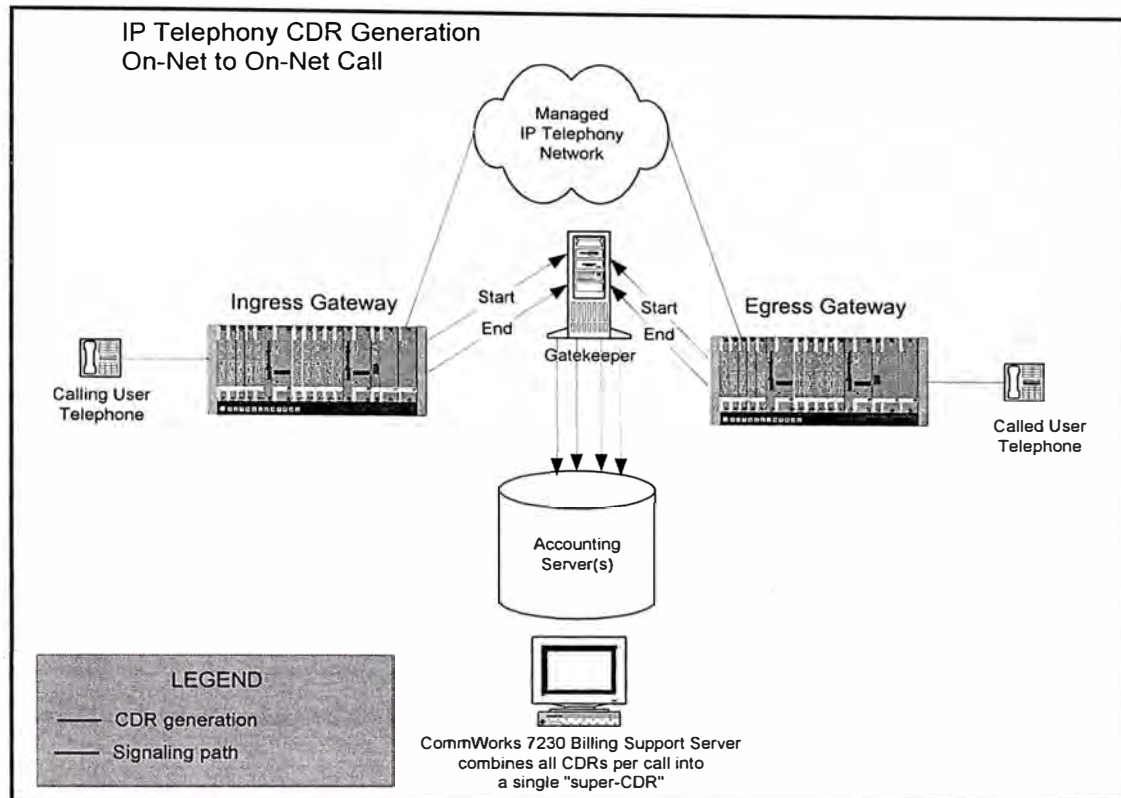 IP Telephony CDR Generation
On-Net to On-Net Call
Managed
IP Telephony
Network
Ingress Gateway
Start
End
Start
End
Egress Gateway
Gatekeeper
Calling User
Telephone
Called User
Telephone
Accounting
Server(s)
LEGEND
CDR generation
Signaling path
CommWorks 7230 Billing Support Server
combines all CDRs per call into
a single "super-CDR"